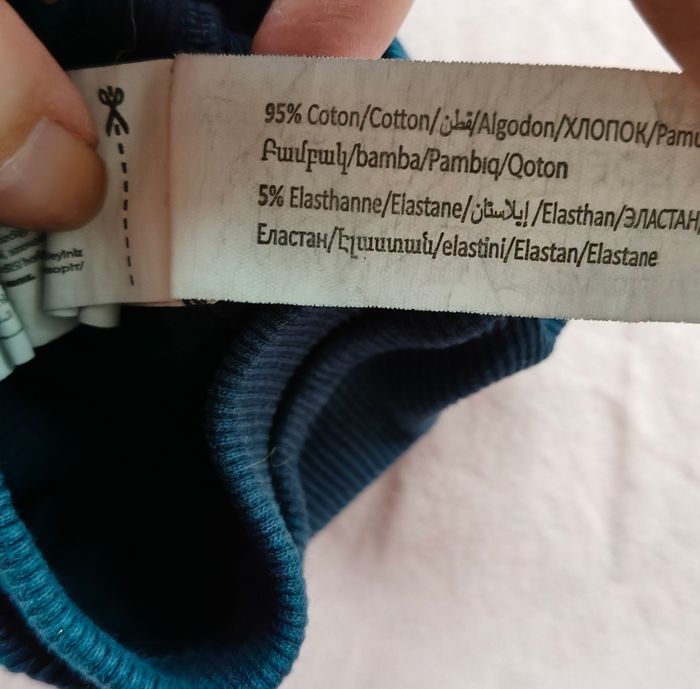 95% Coton/Cotton/قطن/Algodon/ХЛОПОК/Pamu
Բամբակ/bamba/Pambıq/Qoton
5% Elasthanne/Elastane/إيلاستان/Elasthan/ЭЛАСТАН/
Еластан/Էլաստան/elastini/Elastan/Elastane